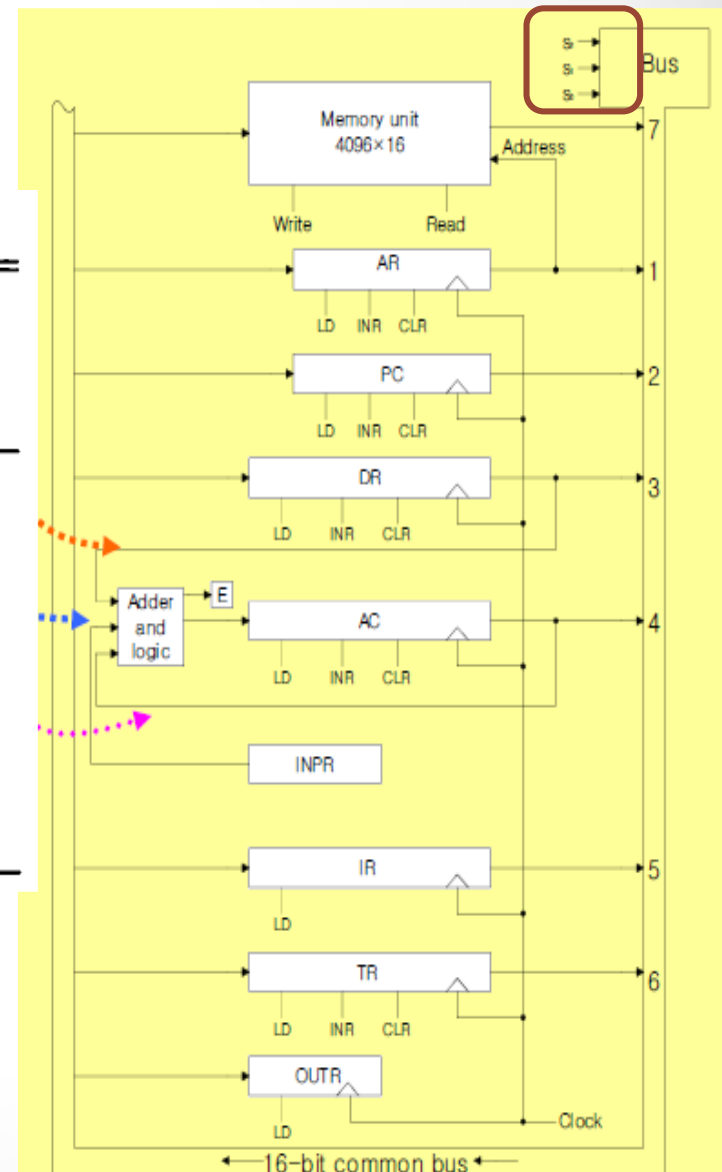 Bus
Memory unit
4096×16
7
Address
Write
Read
AR
1
LD INR CLR
PC
2
LD INR CLR
DR
3
LD INR CLR
Adder
and
logic
E
AC
4
LD INR CLR
INPR
IR
5
LD
TR
6
LD INR CLR
OUTR
LD
Clock
16-bit common bus